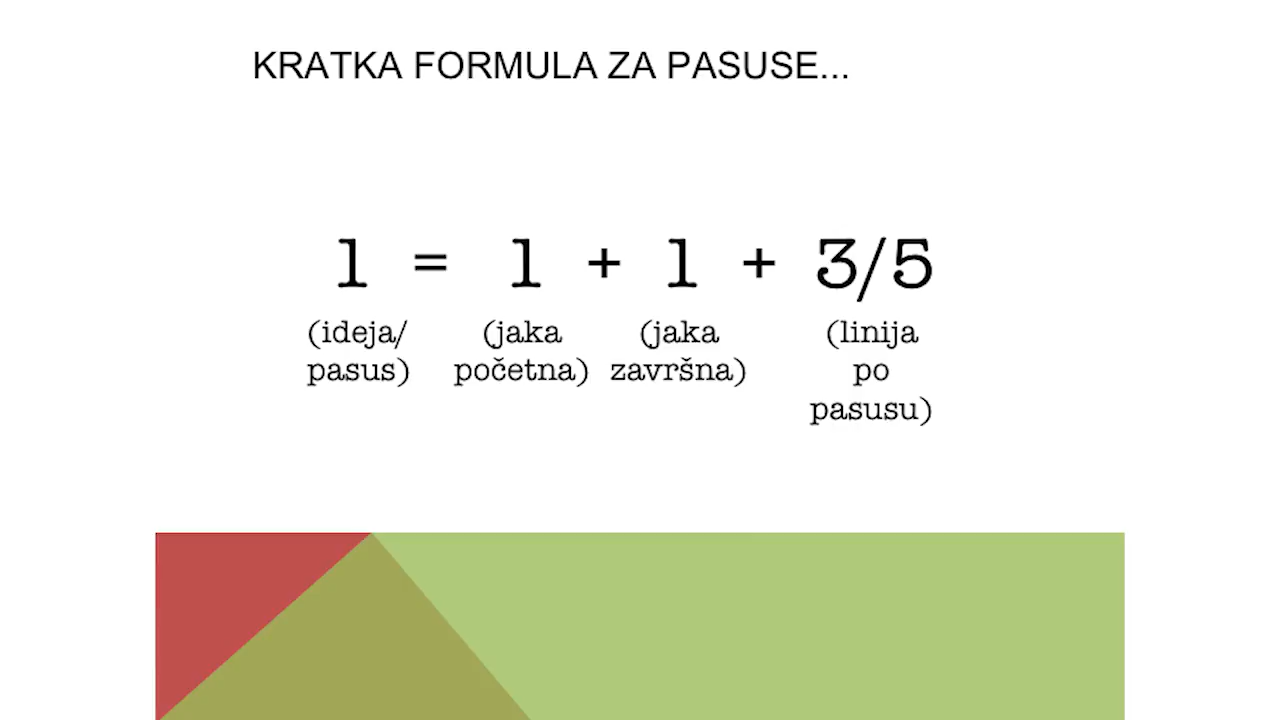 KRATKA FORMULA ZA PASUSE...
1 = 1 + 1 + 3/5
(ideja/ (jaka (jaka (linija
pasus) početna) završna) po
pasusu)